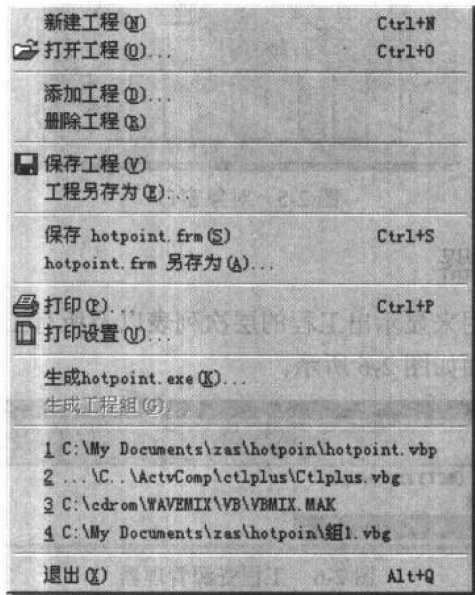 新建工程(N) Ctrl+N
打开工程(O)... Ctrl+O
添加工程(D)...
删除工程(R)
保存工程(V)
工程另存为(E)...
保存 hotpoint.frm(S) Ctrl+S
hotpoint.frm 另存为(A)...
打印(P)... Ctrl+P
打印设置(U)...
生成hotpoint.exe(K)...
生成工程组(G)...
1 C:\My Documents\zas\hotpoin\hotpoint.vbp
2 ...\C..\ActvComp\ctlplus\Ctlplus.vbg
3 C:\cdrom\WAVEMIX\VB\VBMIX.MAK
4 C:\My Documents\zas\hotpoin\组1.vbg
退出(X) Alt+Q